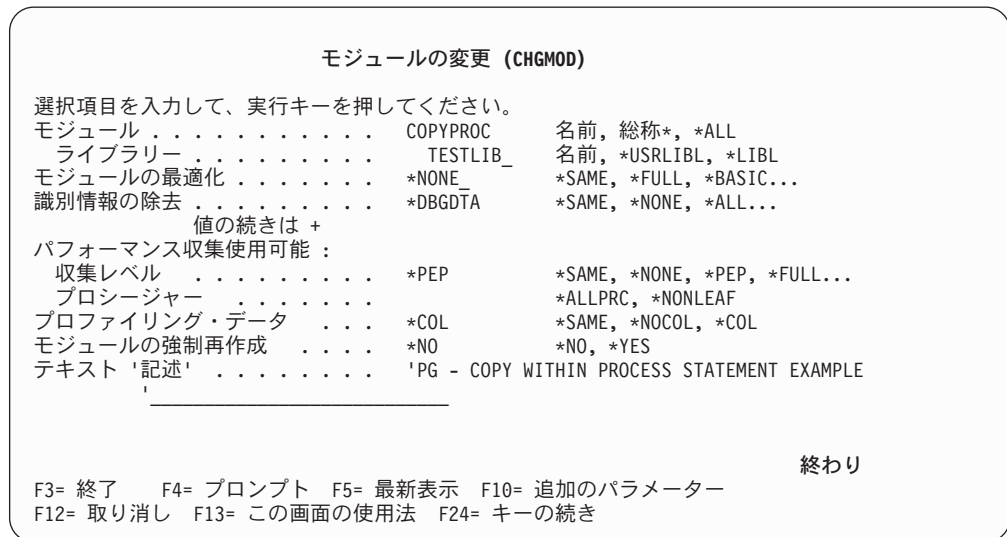 モジュールの変更 (CHGMOD)
選択項目を入力して、実行キーを押してください。
モジュール . . . . . . . . . . . COPYPROC 名前, 総称*, *ALL
ライブラリー . . . . . . . . . TESTLIB_ 名前, *USRLIBL, *LIBL
モジュールの最適化 . . . . . . . *NONE_ *SAME, *FULL, *BASIC...
識別情報の除去 . . . . . . . . . *DBGDTA *SAME, *NONE, *ALL...
値の続きは +
パフォーマンス収集使用可能 :
収集レベル . . . . . . . . . *PEP *SAME, *NONE, *PEP, *FULL...
プロシージャー . . . . . . . *ALLPRC, *NONLEAF
プロファイリング・データ . . . *COL *SAME, *NOCOL, *COL
モジュールの強制再作成 . . . . *NO *NO, *YES
テキスト '記述' . . . . . . . . 'PG - COPY WITHIN PROCESS STATEMENT EXAMPLE
'____________________________
終わり
F3= 終了 F4= プロンプト F5= 最新表示 F10= 追加のパラメーター
F12= 取り消し F13= この画面の使用法 F24= キーの続き